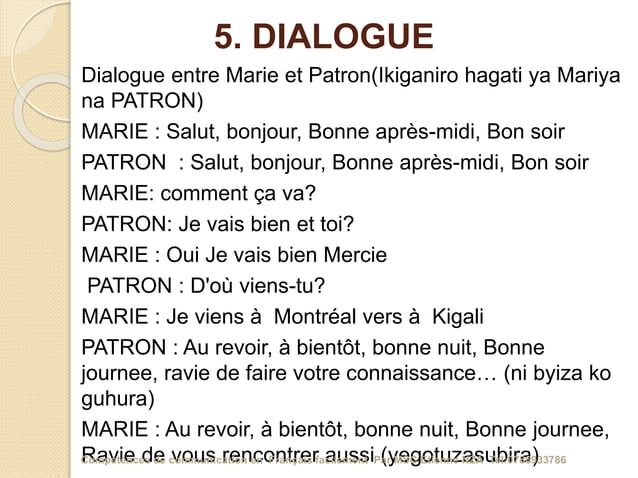 5. DIALOGUE
Dialogue entre Marie et Patron(Ikiganiro hagati ya Mariya
na PATRON)
MARIE : Salut, bonjour, Bonne après-midi, Bon soir
PATRON : Salut, bonjour, Bonne après-midi, Bon soir
MARIE: comment ça va?
PATRON: Je vais bien et toi?
MARIE : Oui Je vais bien Mercie
PATRON : D'où viens-tu?
MARIE : Je viens à Montréal vers à Kigali
PATRON : Au revoir, à bientôt, bonne nuit, Bonne
journee, ravie de faire votre connaissance… (ni byiza ko
guhura)
MARIE : Au revoir, à bientôt, bonne nuit, Bonne journee,
Ravie de vous rencontrer aussi (yegotuzasubira)
Compétences de communication en Français facilement Par